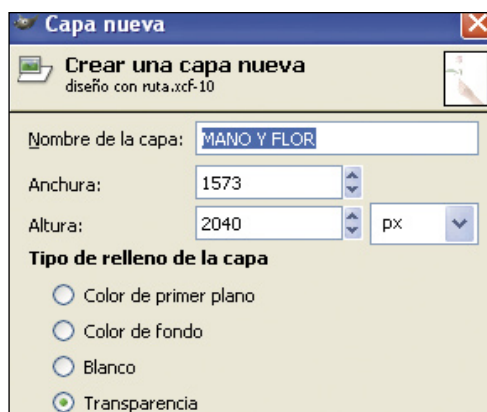 Capa nueva
Crear una capa nueva
diseño con ruta.xcf-10
Nombre de la capa: MANO Y FLOR
Anchura: 1573
Altura: 2040 px
Tipo de relleno de la capa
Color de primer plano
Color de fondo
Blanco
Transparencia